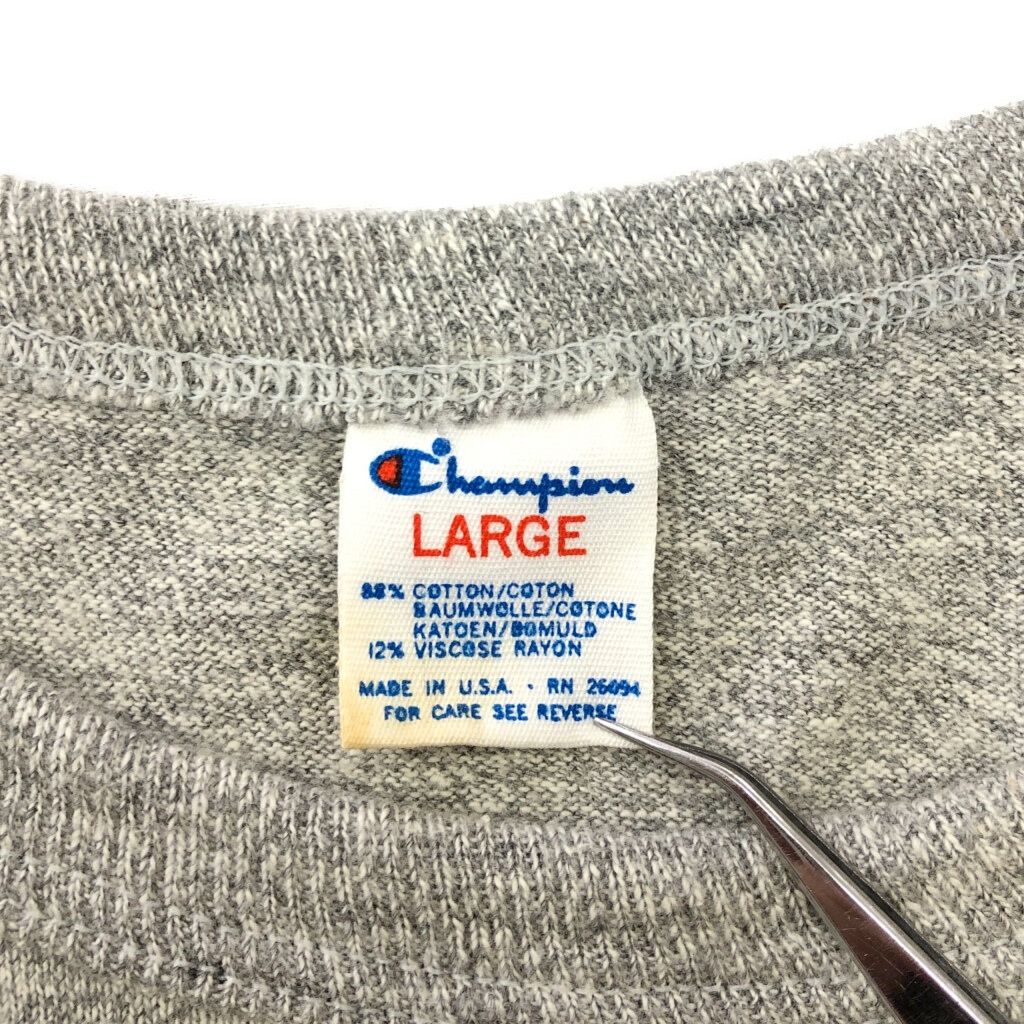 Champion
LARGE
88% COTTON/COTON
BAUMWOLLE/COTONE
KATOEN/BOMULD
12% VISCOSE RAYON
MADE IN U.S.A. · RN 26094
FOR CARE SEE REVERSE